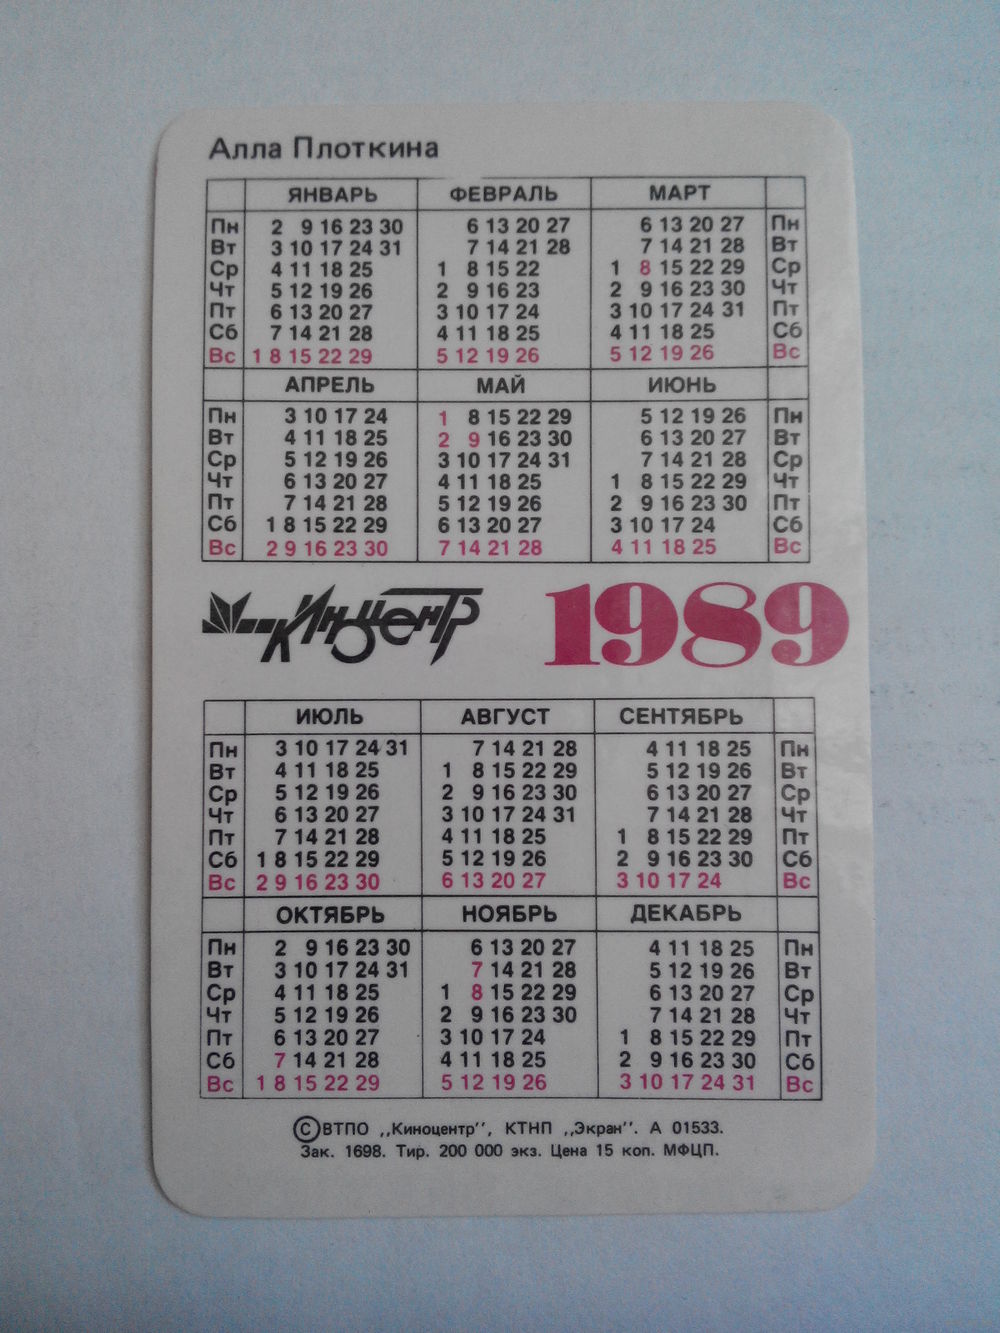 Алла Плоткина
ЯНВАРЬ ФЕВРАЛЬ МАРТ
Пн 2 9 16 23 30 6 13 20 27 6 13 20 27 Пн
Вт 3 10 17 24 31 7 14 21 28 7 14 21 28 Вт
Ср 4 11 18 25 1 8 15 22 1 8 15 22 29 Ср
Чт 5 12 19 26 2 9 16 23 2 9 16 23 30 Чт
Пт 6 13 20 27 3 10 17 24 3 10 17 24 31 Пт
Сб 7 14 21 28 4 11 18 25 4 11 18 25 Сб
Вс 1 8 15 22 29 5 12 19 26 5 12 19 26 Вс
АПРЕЛЬ МАЙ ИЮНЬ
Пн 3 10 17 24 1 8 15 22 29 5 12 19 26 Пн
Вт 4 11 18 25 2 9 16 23 30 6 13 20 27 Вт
Ср 5 12 19 26 3 10 17 24 31 7 14 21 28 Ср
Чт 6 13 20 27 4 11 18 25 1 8 15 22 29 Чт
Пт 7 14 21 28 5 12 19 26 2 9 16 23 30 Пт
Сб 1 8 15 22 29 6 13 20 27 3 10 17 24 Сб
Вс 2 9 16 23 30 7 14 21 28 4 11 18 25 Вс
Киноцентр 1989
ИЮЛЬ АВГУСТ СЕНТЯБРЬ
Пн 3 10 17 24 31 7 14 21 28 4 11 18 25 Пн
Вт 4 11 18 25 1 8 15 22 29 5 12 19 26 Вт
Ср 5 12 19 26 2 9 16 23 30 6 13 20 27 Ср
Чт 6 13 20 27 3 10 17 24 31 7 14 21 28 Чт
Пт 7 14 21 28 4 11 18 25 1 8 15 22 29 Пт
Сб 1 8 15 22 29 5 12 19 26 2 9 16 23 30 Сб
Вс 2 9 16 23 30 6 13 20 27 3 10 17 24 Вс
ОКТЯБРЬ НОЯБРЬ ДЕКАБРЬ
Пн 2 9 16 23 30 6 13 20 27 4 11 18 25 Пн
Вт 3 10 17 24 31 7 14 21 28 5 12 19 26 Вт
Ср 4 11 18 25 1 8 15 22 29 6 13 20 27 Ср
Чт 5 12 19 26 2 9 16 23 30 7 14 21 28 Чт
Пт 6 13 20 27 3 10 17 24 1 8 15 22 29 Пт
Сб 7 14 21 28 4 11 18 25 2 9 16 23 30 Сб
Вс 1 8 15 22 29 5 12 19 26 3 10 17 24 31 Вс
©ВТПО ,,Киноцентр'', КТНП ,,Экран''. А 01533.
Зак. 1698. Тир. 200 000 экз. Цена 15 коп. МФЦП.